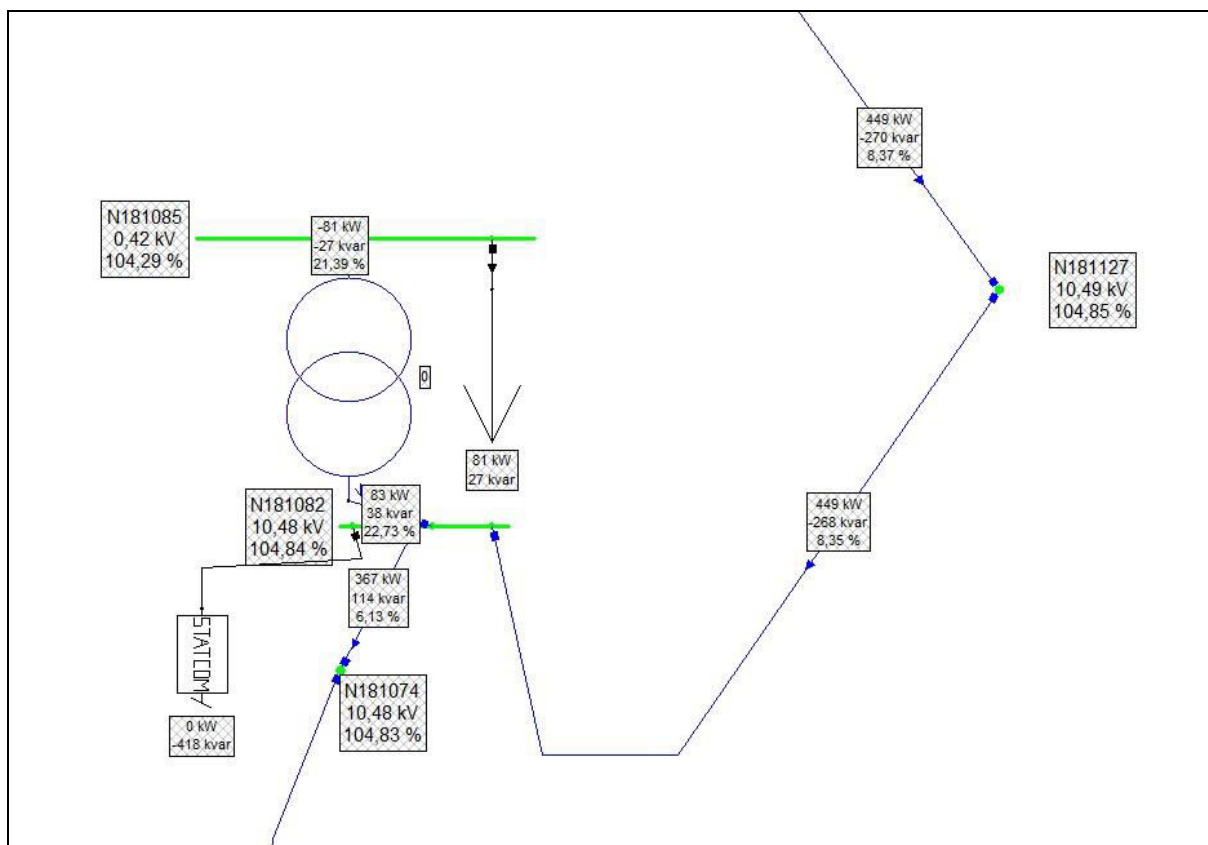 449 kW
-270 kvar
8,37 %
N181085
0,42 kV
104,29 %
-81 kW
-27 kvar
21,39 %
N181127
10,49 kV
104,85 %
0
81 kW
27 kvar
N181082
10,48 kV
104,84 %
83 kW
38 kvar
22,73 %
449 kW
-268 kvar
8,35 %
367 kW
114 kvar
6,13 %
STATCOM
N181074
10,48 kV
104,83 %
0 kW
-418 kvar